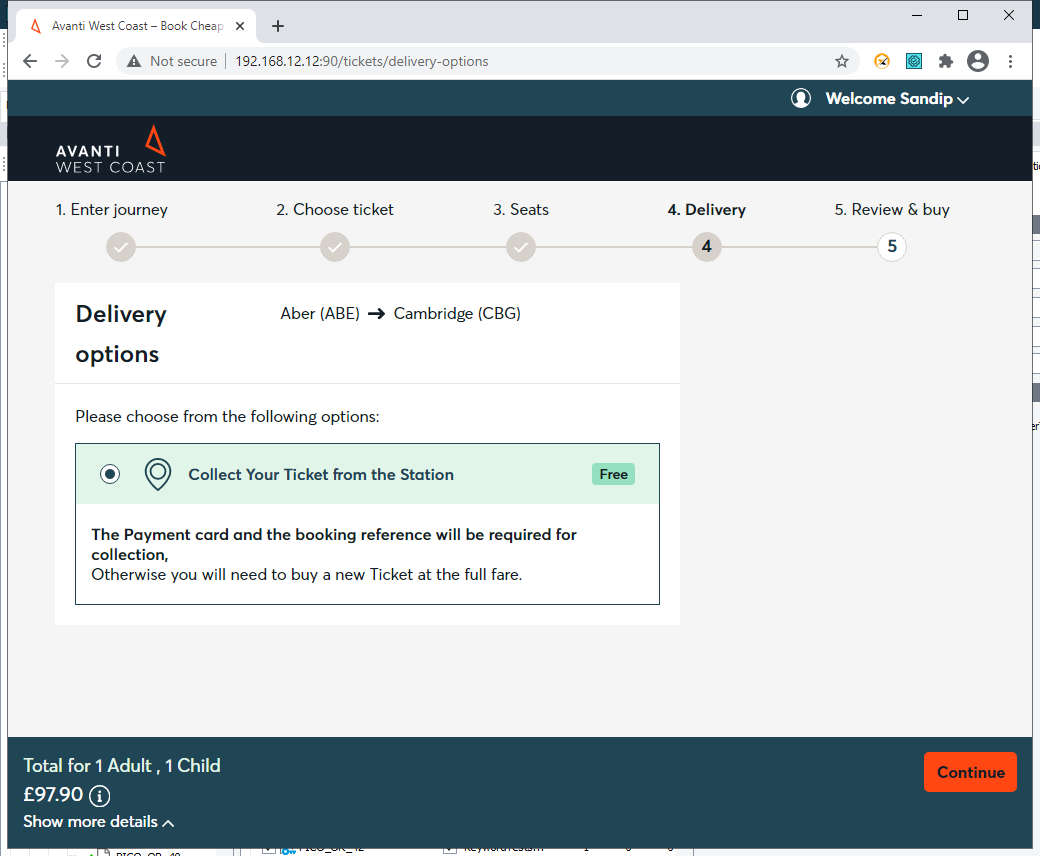 Avanti West Coast – Book Cheap
Not secure
192.168.12.12:90/tickets/delivery-options
Welcome Sandip
AVANTI
WEST COAST
1. Enter journey
2. Choose ticket
3. Seats
4. Delivery
5. Review & buy
4
5
Delivery
options
Aber (ABE) → Cambridge (CBG)
Please choose from the following options:
Collect Your Ticket from the Station
Free
The Payment card and the booking reference will be required for
collection,
Otherwise you will need to buy a new Ticket at the full fare.
Total for 1 Adult , 1 Child
£97.90
Show more details
Continue